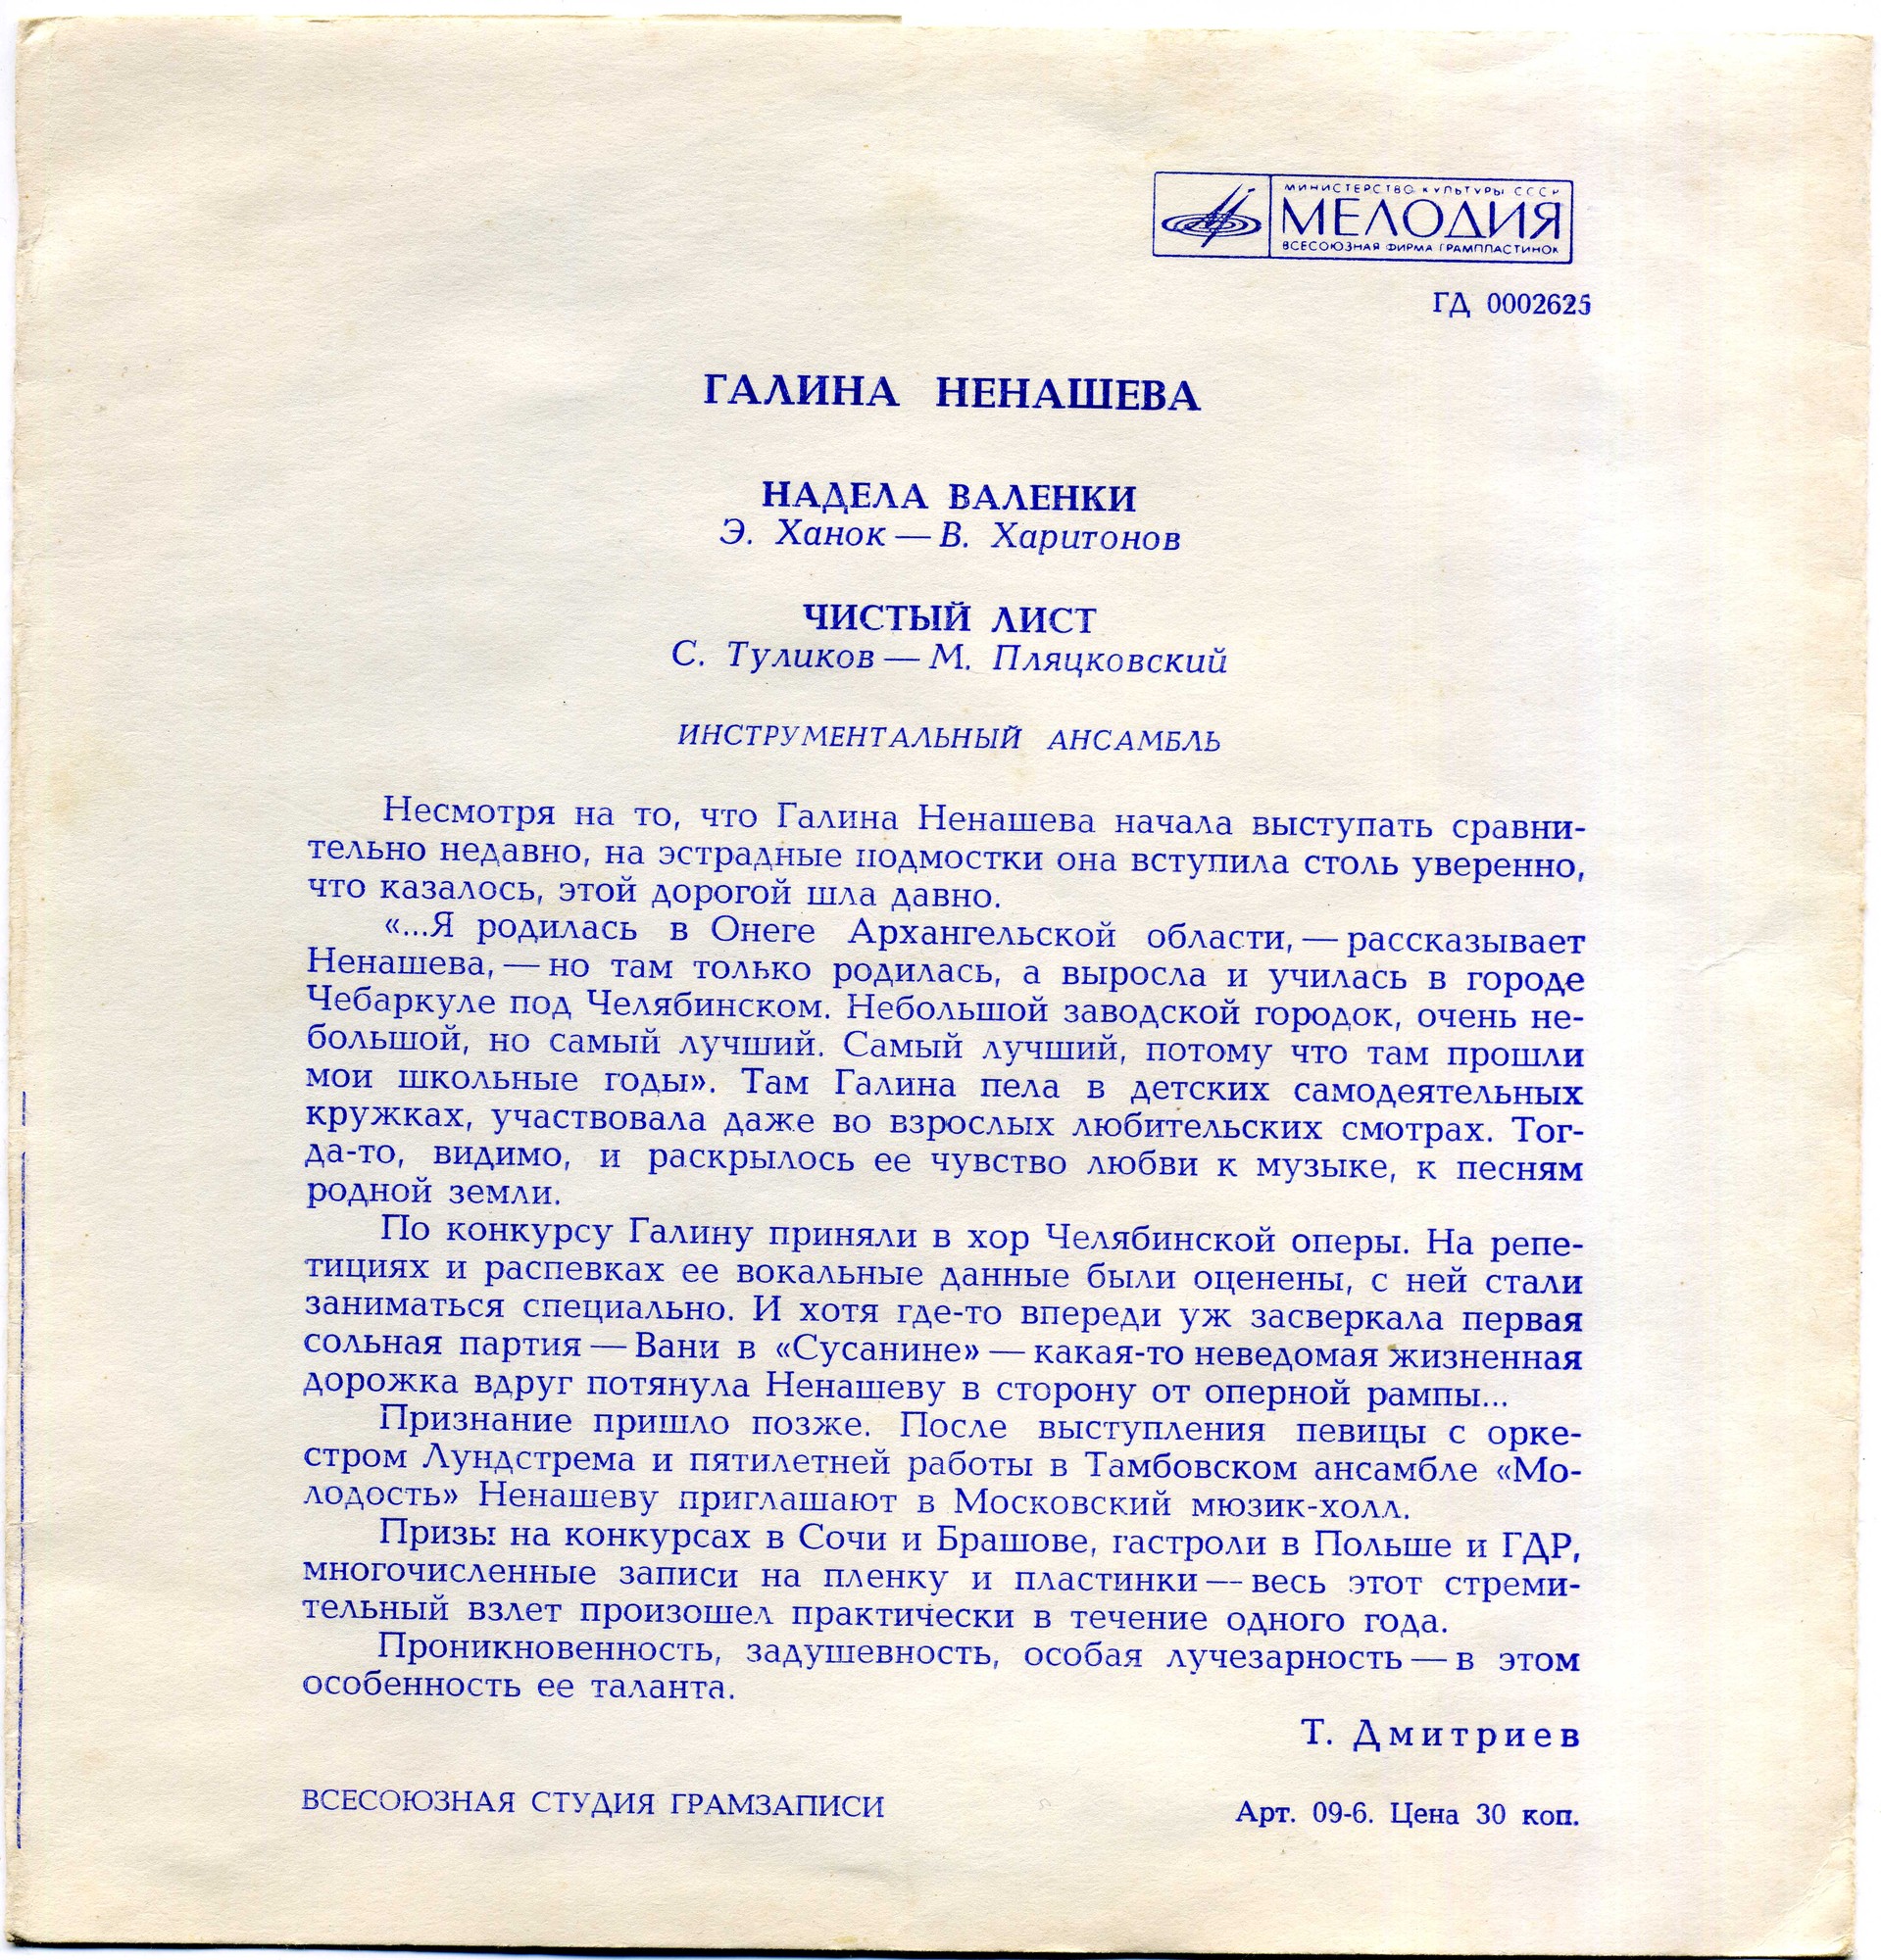 МИНИСТЕРСТВО КУЛЬТУРЫ СССР
МЕЛОДИЯ
ВСЕСОЮЗНАЯ ФИРМА ГРАМПЛАСТИНОК
ГД 0002625
ГАЛИНА НЕНАШЕВА
НАДЕЛА ВАЛЕНКИ
Э. Ханок — В. Харитонов
ЧИСТЫЙ ЛИСТ
С. Туликов — М. Пляцковский
ИНСТРУМЕНТАЛЬНЫЙ АНСАМБЛЬ
Несмотря на то, что Галина Ненашева начала выступать сравни-
тельно недавно, на эстрадные подмостки она вступила столь уверенно,
что казалось, этой дорогой шла давно.
«...Я родилась в Онеге Архангельской области, — рассказывает
Ненашева, — но там только родилась, а выросла и училась в городе
Чебаркуле под Челябинском. Небольшой заводской городок, очень не-
большой, но самый лучший. Самый лучший, потому что там прошли
мои школьные годы». Там Галина пела в детских самодеятельных
кружках, участвовала даже во взрослых любительских смотрах. Тог-
да-то, видимо, и раскрылось ее чувство любви к музыке, к песням
родной земли.
По конкурсу Галину приняли в хор Челябинской оперы. На репе-
тициях и распевках ее вокальные данные были оценены, с ней стали
заниматься специально. И хотя где-то впереди уж засверкала первая
сольная партия — Вани в «Сусанине» — какая-то неведомая жизненная
дорожка вдруг потянула Ненашеву в сторону от оперной рампы...
Признание пришло позже. После выступления певицы с орке-
стром Лундстрема и пятилетней работы в Тамбовском ансамбле «Мо-
лодость» Ненашеву приглашают в Московский мюзик-холл.
Призы на конкурсах в Сочи и Брашове, гастроли в Польше и ГДР,
многочисленные записи на пленку и пластинки — весь этот стреми-
тельный взлет произошел практически в течение одного года.
Проникновенность, задушевность, особая лучезарность — в этом
особенность ее таланта.
Т. Дмитриев
ВСЕСОЮЗНАЯ СТУДИЯ ГРАМЗАПИСИ
Арт. 09-6. Цена 30 коп.